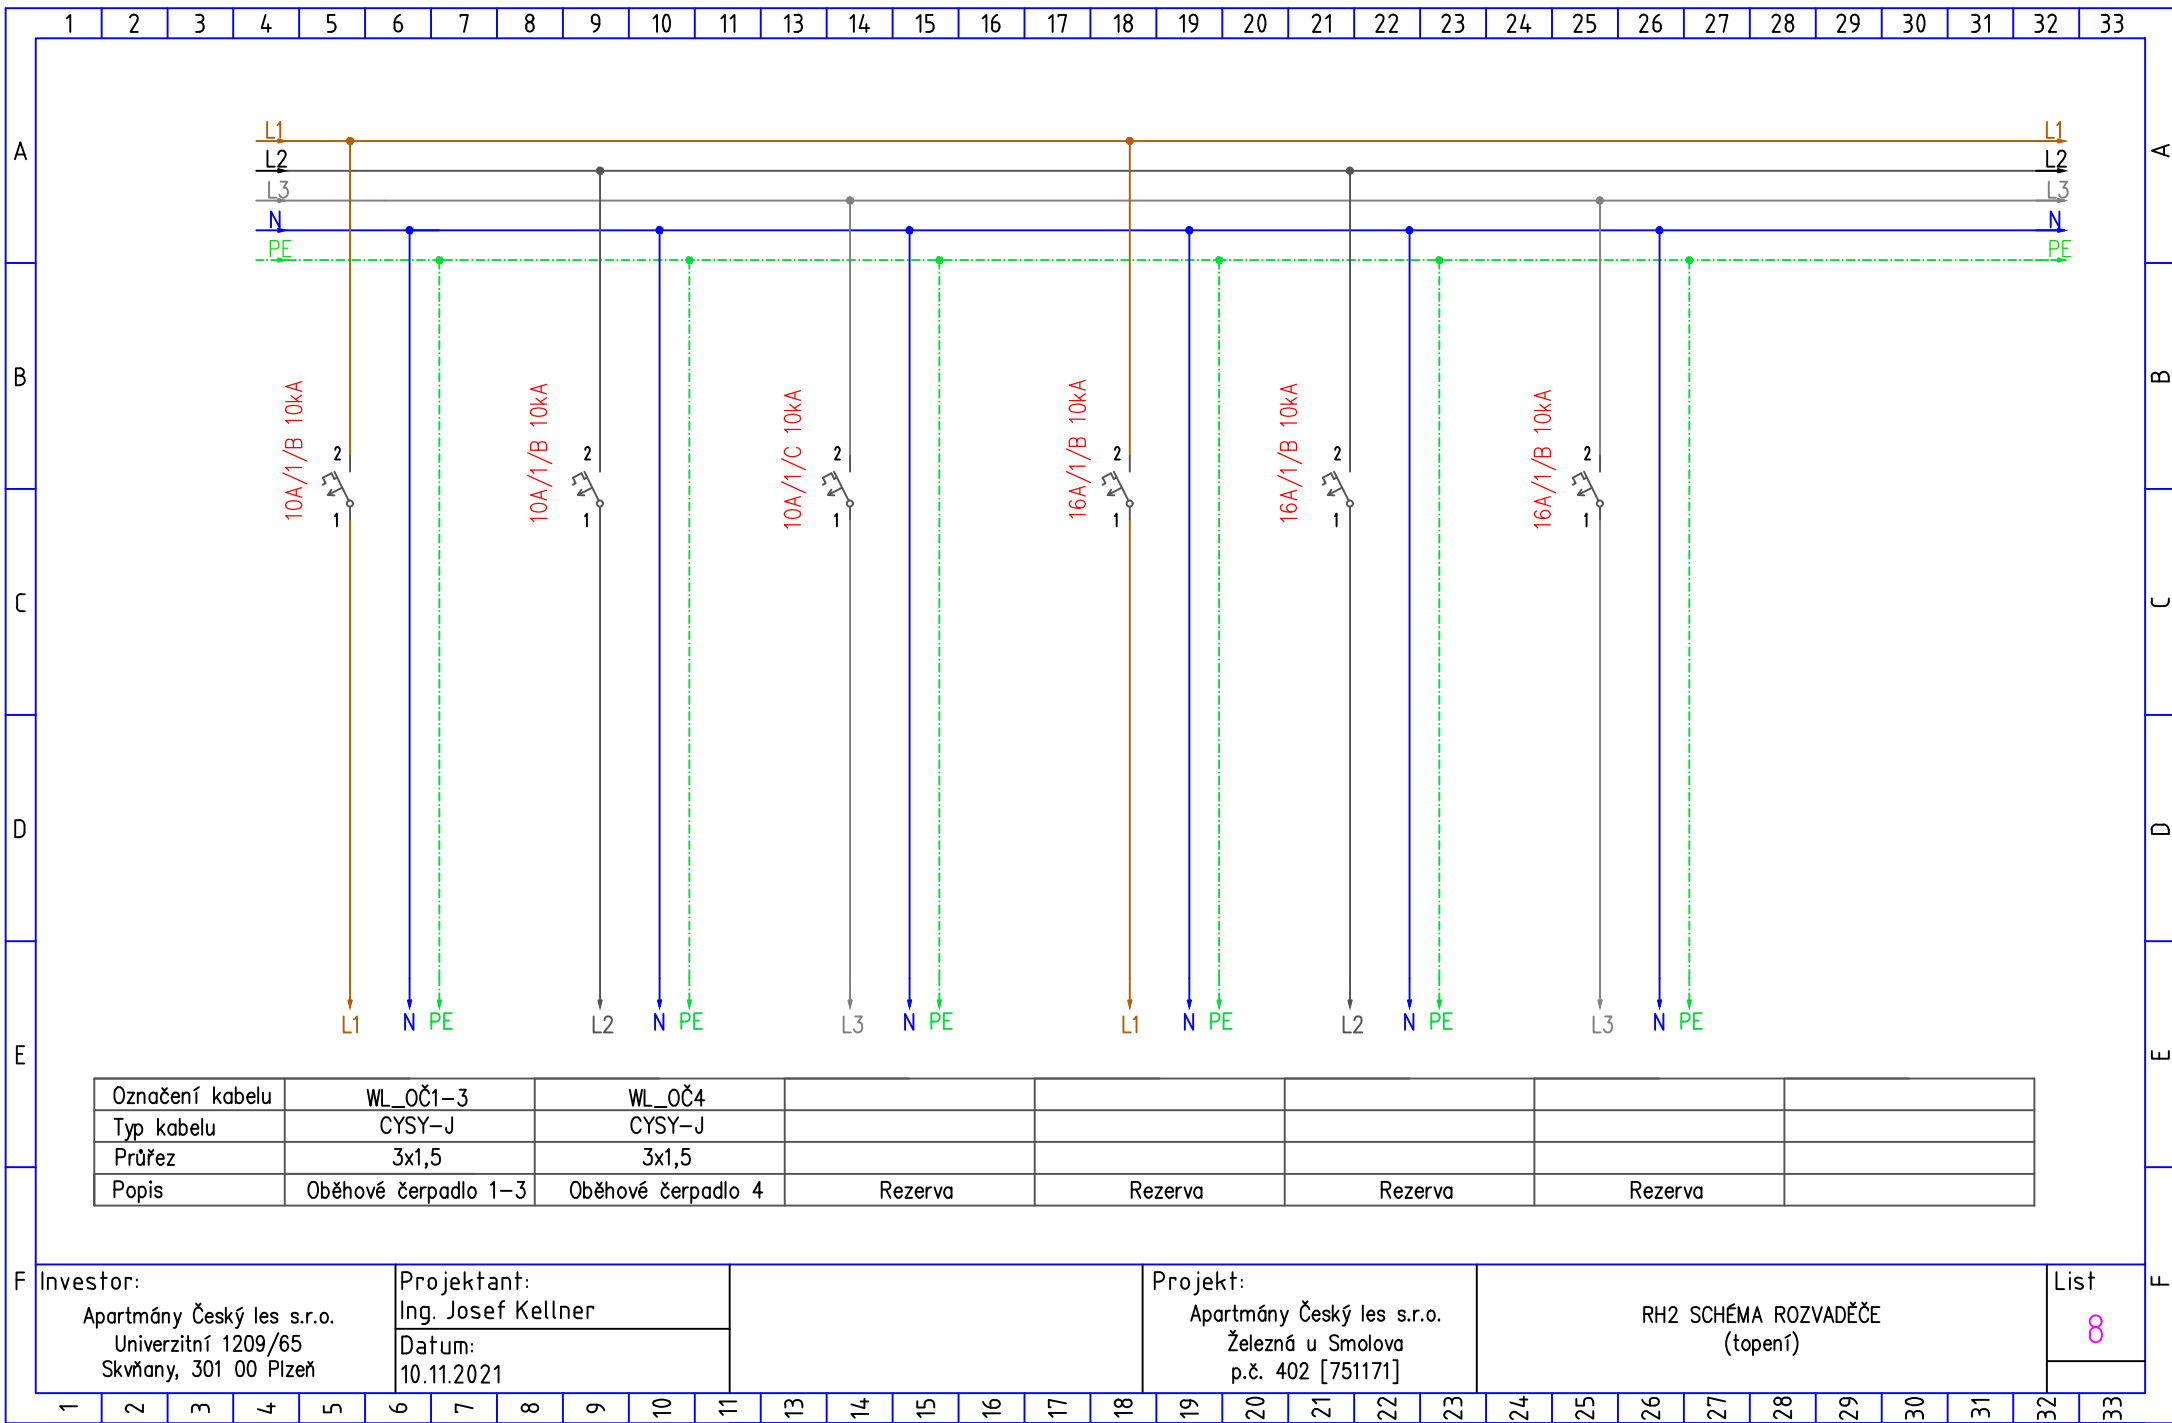 1 2 3 4 5 6 7 8 9 10 11 13 14 15 16 17 18 19 20 21 22 23 24 25 26 27 28 29 30 31 32 33
L1 L1
A A
L2 L2
L3 L3
N N
PE PE
B B
10A/1/B 10kA 10A/1/B 10kA 10A/1/C 10kA 16A/1/B 10kA 16A/1/B 10kA 16A/1/B 10kA
2 2 2 2 2 2
1 1 1 1 1 1
C C
D D
L1 N PE L2 N PE L3 N PE L1 N PE L2 N PE L3 N PE
E E
Označení kabelu WL_OČ1-3 WL_OČ4
Typ kabelu CYSY-J CYSY-J
Průřez 3x1,5 3x1,5
Popis Oběhové čerpadlo 1-3 Oběhové čerpadlo 4 Rezerva Rezerva Rezerva Rezerva
F F
Investor:
Apartmány Český les s.r.o.
Univerzitní 1209/65
Skvňany, 301 00 Plzeň
Projektant:
Ing. Josef Kellner
Datum:
10.11.2021
Projekt:
Apartmány Český les s.r.o.
Železná u Smolova
p.č. 402 [751171]
RH2 SCHÉMA ROZVADĚČE
(topení)
List
8
1 2 3 4 5 6 7 8 9 10 11 13 14 15 16 17 18 19 20 21 22 23 24 25 26 27 28 29 30 31 32 33